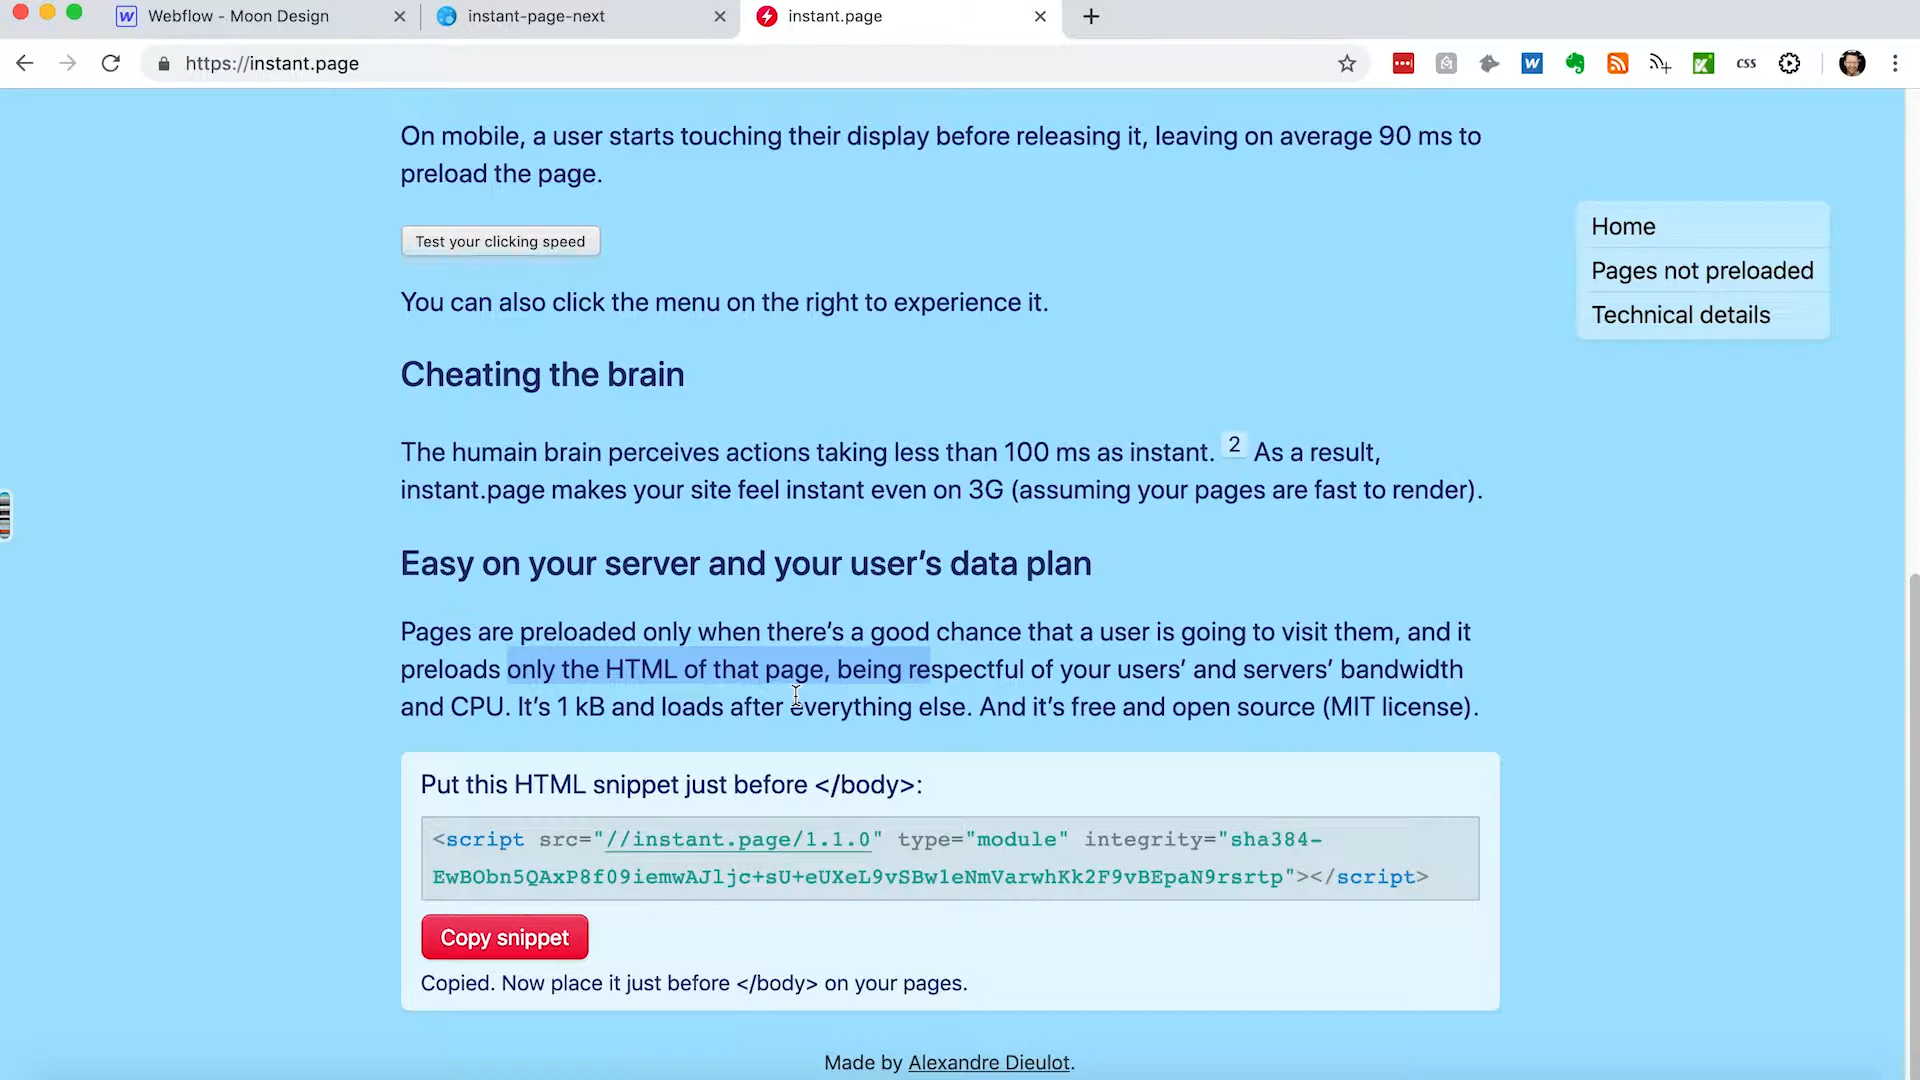 Webflow - Moon Design
instant-page-next
instant.page
https://instant.page
css
On mobile, a user starts touching their display before releasing it, leaving on average 90 ms to
preload the page.
Test your clicking speed
You can also click the menu on the right to experience it.
Home
Pages not preloaded
Technical details
Cheating the brain
The humain brain perceives actions taking less than 100 ms as instant. 2 As a result,
instant.page makes your site feel instant even on 3G (assuming your pages are fast to render).
Easy on your server and your user’s data plan
Pages are preloaded only when there’s a good chance that a user is going to visit them, and it
preloads only the HTML of that page, being respectful of your users’ and servers’ bandwidth
and CPU. It’s 1 kB and loads after everything else. And it’s free and open source (MIT license).
Put this HTML snippet just before </body>:
<script src="//instant.page/1.1.0" type="module" integrity="sha384-
EwBObn5QAxP8f09iemwAJljc+sU+eUXeL9vSBw1eNmVarwhKk2F9vBEpaN9rsrtp"></script>
Copy snippet
Copied. Now place it just before </body> on your pages.
Made by Alexandre Dieulot.